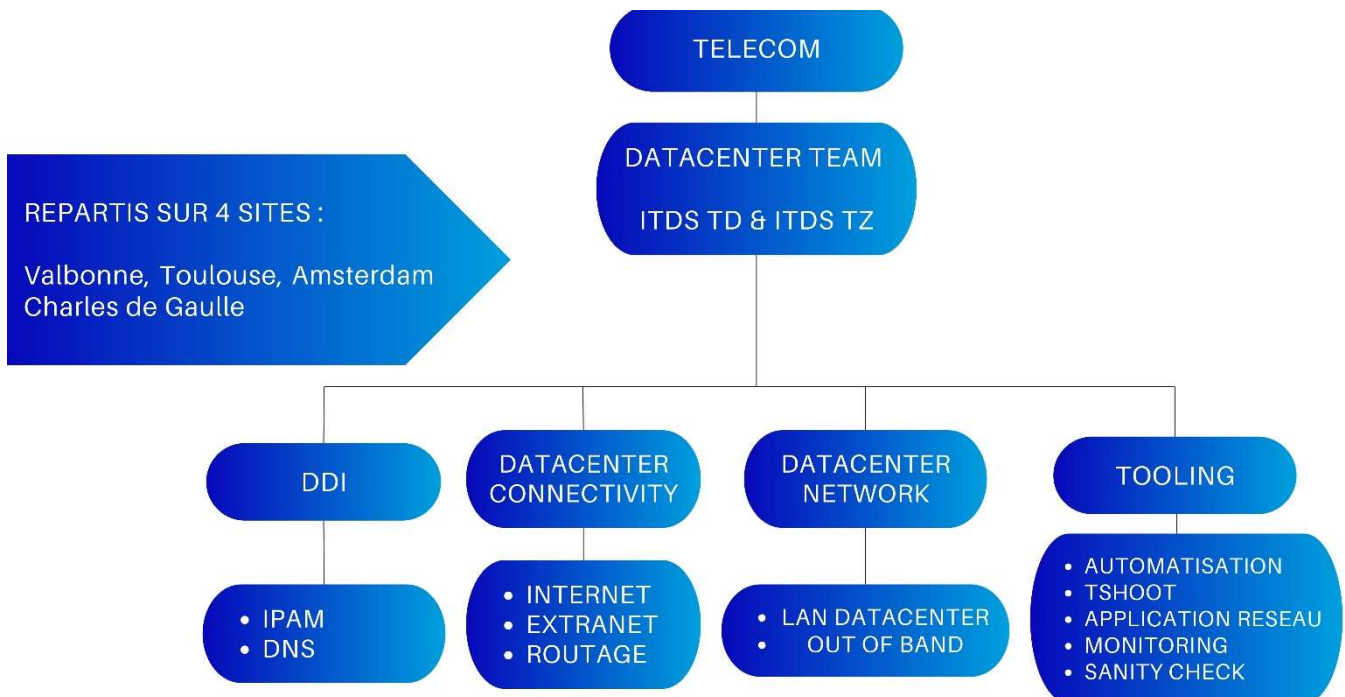 TELECOM
DATACENTER TEAM
ITDS TD & ITDS TZ
REPARTIS SUR 4 SITES :
Valbonne, Toulouse, Amsterdam
Charles de Gaulle
DDI
DATACENTER
CONNECTIVITY
DATACENTER
NETWORK
TOOLING
• IPAM
• DNS
• INTERNET
• EXTRANET
• ROUTAGE
• LAN DATACENTER
• OUT OF BAND
• AUTOMATISATION
• TSHOOT
• APPLICATION RESEAU
• MONITORING
• SANITY CHECK